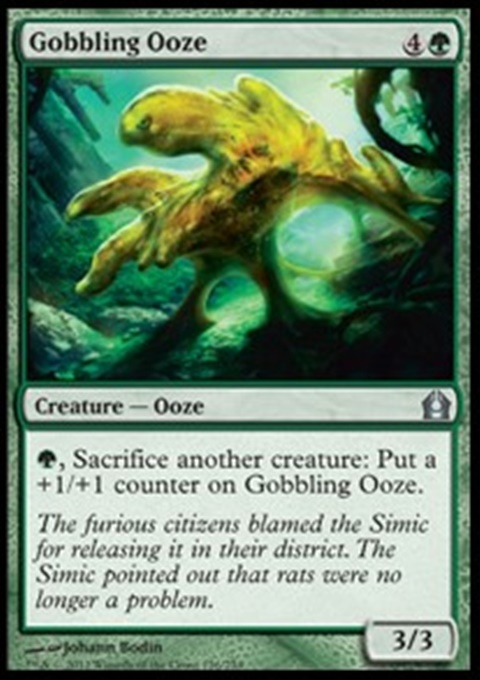 Gobbling Ooze 4
Creature — Ooze
, Sacrifice another creature: Put a
+1/+1 counter on Gobbling Ooze.
The furious citizens blamed the Simic
for releasing it in their district. The
Simic pointed out that rats were no
longer a problem.
Johann Bodin
3/3